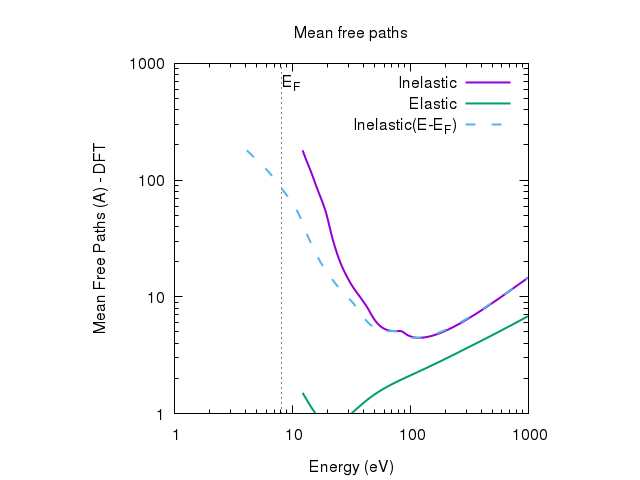 Mean free paths
1000
100
10
1
Mean Free Paths (A) - DFT
E_F
Inelastic
Elastic
Inelastic(E-E_F)
1 10 100 1000
Energy (eV)